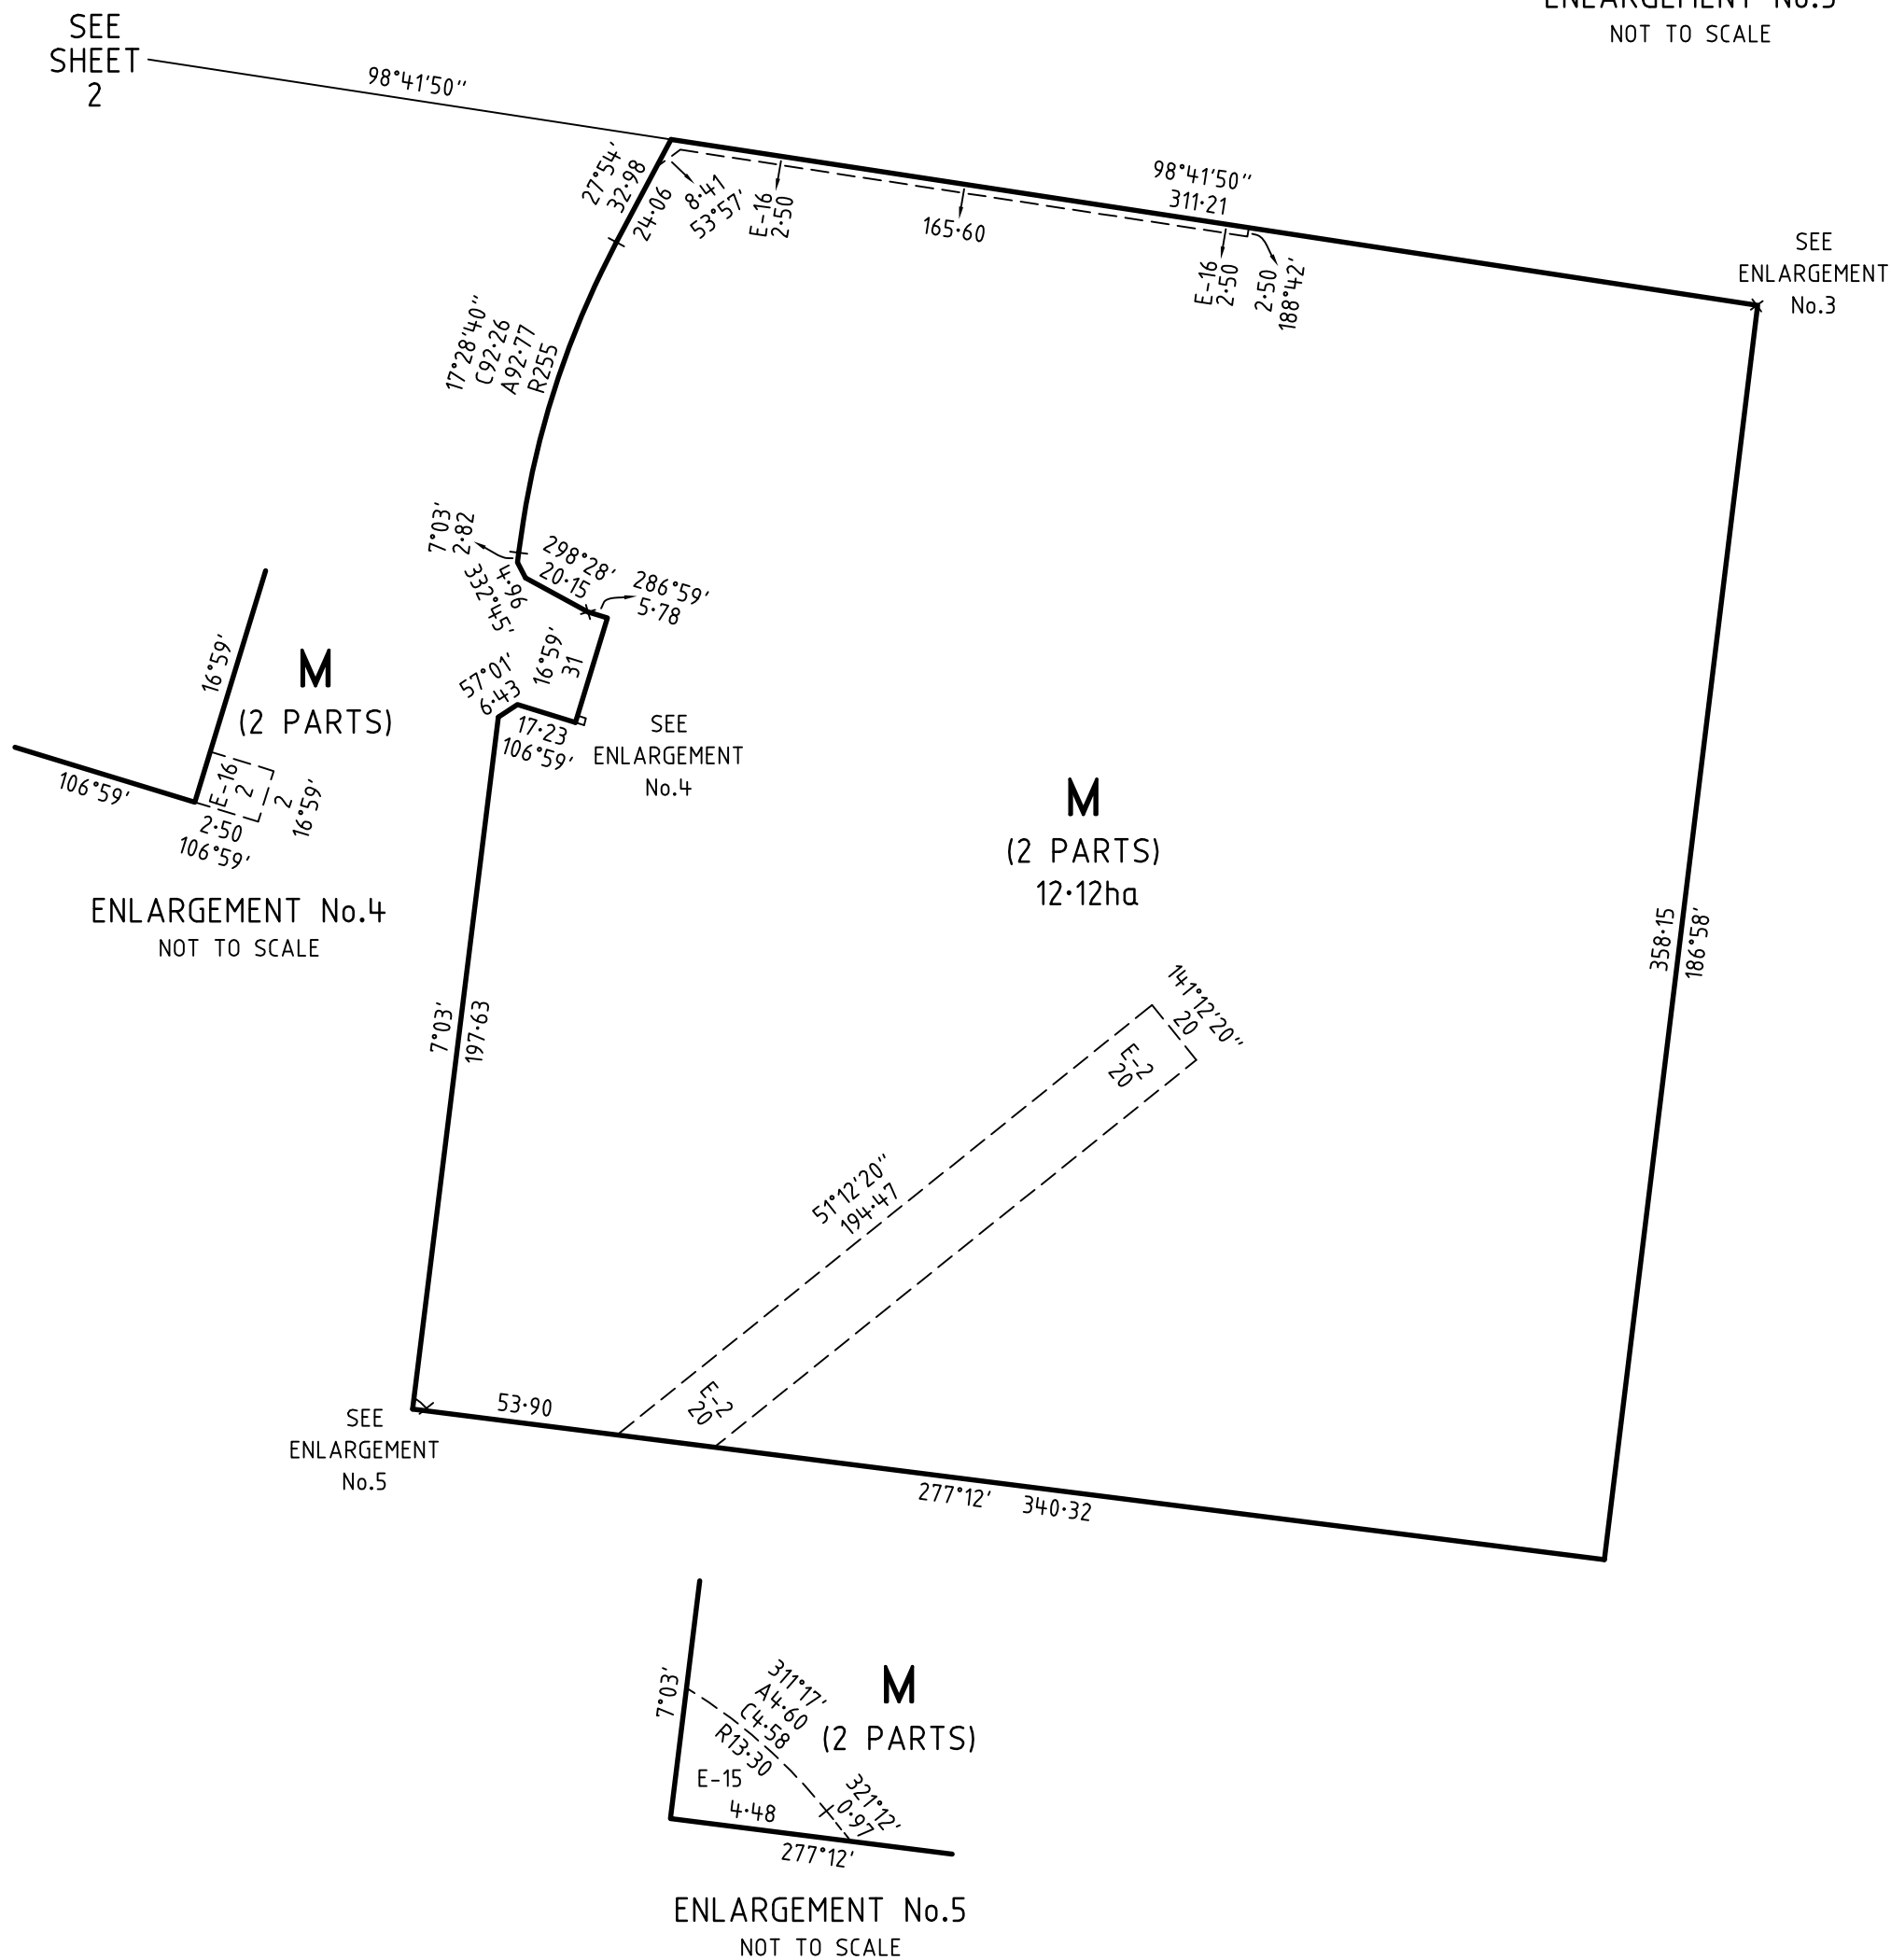 ENLARGEMENT No.3
NOT TO SCALE
SEE
SHEET
2
98°41'50"
98°41'50"
311·21
27°54'
32·98
24·06
8·41
53°57'
E-16
2·50
165·60
E-16
2·50
2·50
188°42'
SEE
ENLARGEMENT
No.3
17°28'40"
C92·26
A92·77
R255
7°03'
2·82
4·96
332°45'
298°28'
20·15
286°59'
5·78
16°59'
31
57°01'
6·43
17·23
106°59'
SEE
ENLARGEMENT
No.4
16°59'
M
(2 PARTS)
106°59'
E-16
2
2
16°59'
2·50
106°59'
ENLARGEMENT No.4
NOT TO SCALE
M
(2 PARTS)
12·12ha
358·15
186°58'
7°03'
197·63
141°12'20"
20
E-2
20
51°12'20"
194·47
E-2
20
53·90
SEE
ENLARGEMENT
No.5
277°12' 340·32
7°03'
311°17'
A4·60
C4·58
R13·30
M
(2 PARTS)
E-15
4·48
321°12'
0·97
277°12'
ENLARGEMENT No.5
NOT TO SCALE